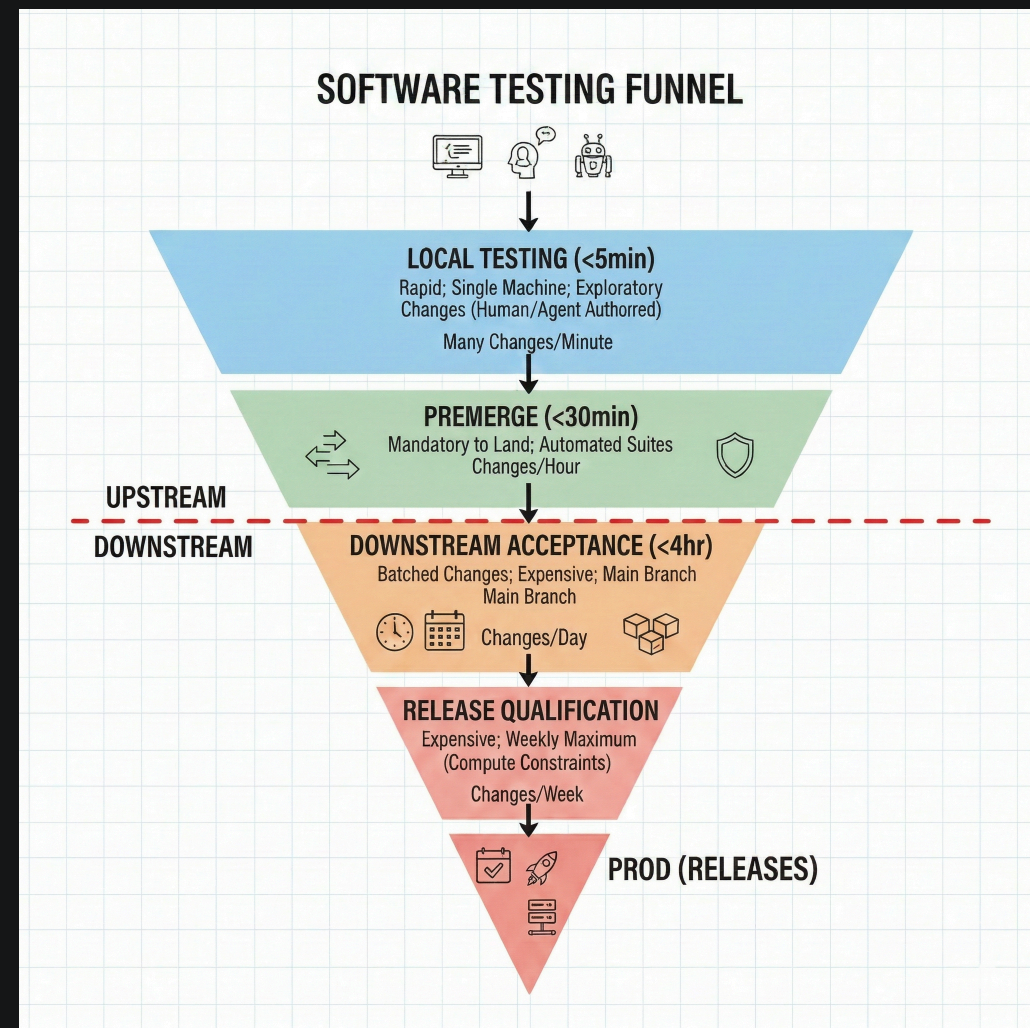 SOFTWARE TESTING FUNNEL
LOCAL TESTING (<5min)
Rapid; Single Machine; Exploratory
Changes (Human/Agent Authorred)
Many Changes/Minute
PREMERGE (<30min)
Mandatory to Land; Automated Suites
Changes/Hour
UPSTREAM
DOWNSTREAM
DOWNSTREAM ACCEPTANCE (<4hr)
Batched Changes; Expensive; Main Branch
Main Branch
Changes/Day
RELEASE QUALIFICATION
Expensive; Weekly Maximum
(Compute Constraints)
Changes/Week
PROD (RELEASES)